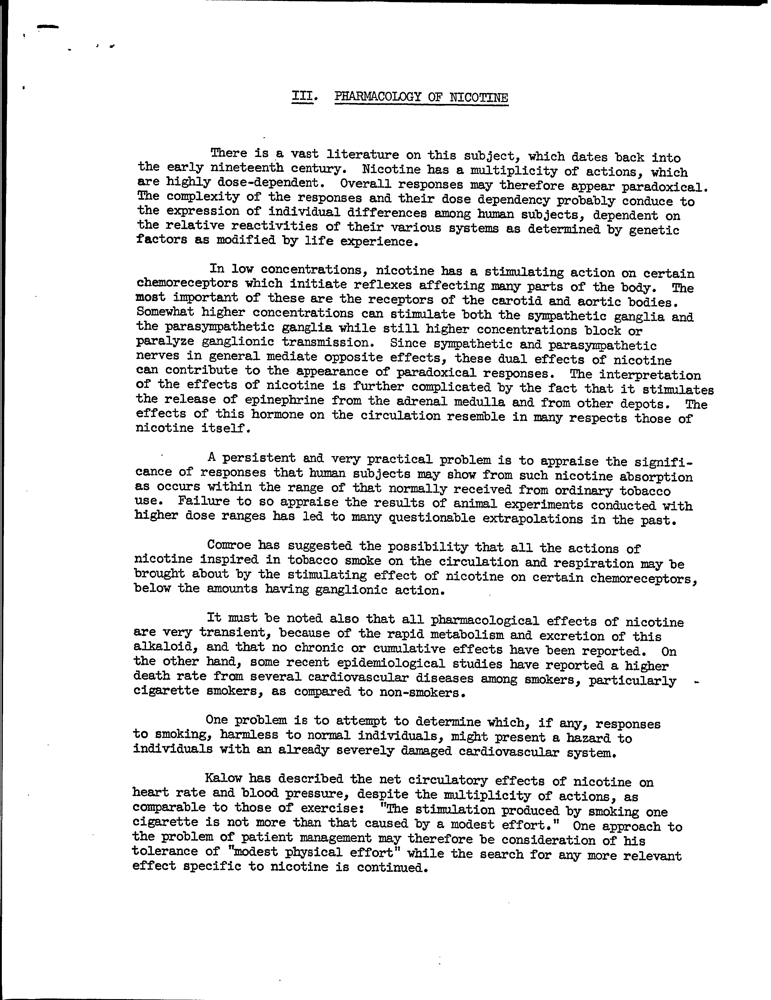 III. PHARMACOLOGY OF NICOTINE
There is a vast literature on this subject, which dates back into
the early nineteenth century. Nicotine has a multiplicity of actions, which
are highly dose-dependent. Overall responses may therefore appear paradoxical.
The complexity of the responses and their dose dependency probably conduce to
the expression of individual differences among human subjects, dependent on
the relative reactivities of their various systems as determined by genetic
factors as modified by life experience.
In low concentrations, nicotine has a stimulating action on certain
chemoreceptors which initiate reflexes affecting many parts of the body. The
most important of these are the receptors of the carotid and aortic bodies.
Somewhat higher concentrations can stimulate both the sympathetic ganglia and
the parasympathetic ganglia while still higher concentrations block or
paralyze ganglionic transmission. Since sympathetic and parasympathetic
nerves in general mediate opposite effects, these dual effects of nicotine
can contribute to the appearance of paradoxical responses. The interpretation
of the effects of nicotine is further complicated by the fact that it stimulates
the release of epinephrine from the adrenal medulla and from other depots. The
effects of this hormone on the circulation resemble in many respects those of
nicotine itself.
A persistent and very practical problem is to appraise the signifi-
cance of responses that human subjects may show from such nicotine absorption
as occurs within the range of that normally received from ordinary tobacco
use. Failure to so appraise the results of animal experiments conducted with
higher dose ranges has led to many questionable extrapolations in the past.
Comroe has suggested the possibility that all the actions of
nicotine inspired in tobacco smoke on the circulation and respiration may be
brought about by the stimulating effect of nicotine on certain chemoreceptors,
below the amounts having ganglionic action.
It must be noted also that all pharmacological effects of nicotine
are very transient, because of the rapid metabolism and excretion of this
alkaloid, and that no chronic or cumulative effects have been reported. On
the other hand, some recent epidemiological studies have reported a higher
death rate from several cardiovascular diseases among smokers, particularly
cigarette smokers, as compared to non-smokers.
One problem is to attempt to determine which, if any, responses
to smoking, harmless to normal individuals, might present a hazard to
individuals with an already severely damaged cardiovascular system.
Kalow has described the net circulatory effects of nicotine on
heart rate and blood pressure, despite the multiplicity of actions, as
comparable to those of exercise: "The stimulation produced by smoking one
cigarette is not more than that caused by a modest effort." One approach to
the problem of patient management may therefore be consideration of his
tolerance of "modest physical effort" while the search for any more relevant
effect specific to nicotine is continued.